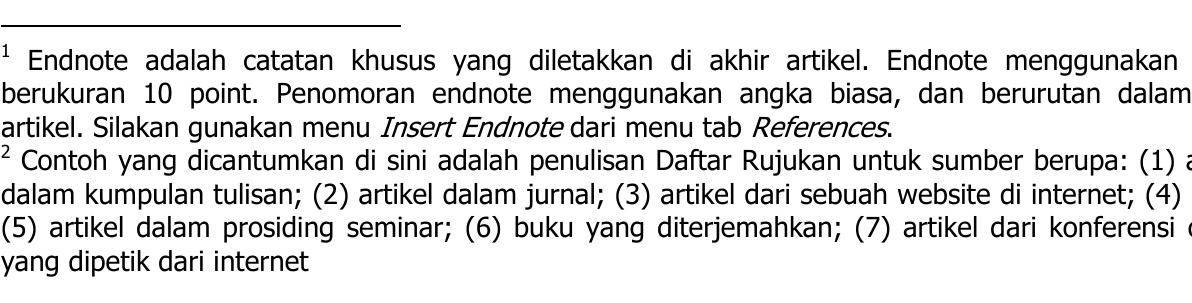 1 Endnote adalah catatan khusus yang diletakkan di akhir artikel. Endnote menggunakan
berukuran 10 point. Penomoran endnote menggunakan angka biasa, dan berurutan dalam
artikel. Silakan gunakan menu Insert Endnote dari menu tab References.
2 Contoh yang dicantumkan di sini adalah penulisan Daftar Rujukan untuk sumber berupa: (1)
dalam kumpulan tulisan; (2) artikel dalam jurnal; (3) artikel dari sebuah website di internet; (4)
(5) artikel dalam prosiding seminar; (6) buku yang diterjemahkan; (7) artikel dari konferensi
yang dipetik dari internet